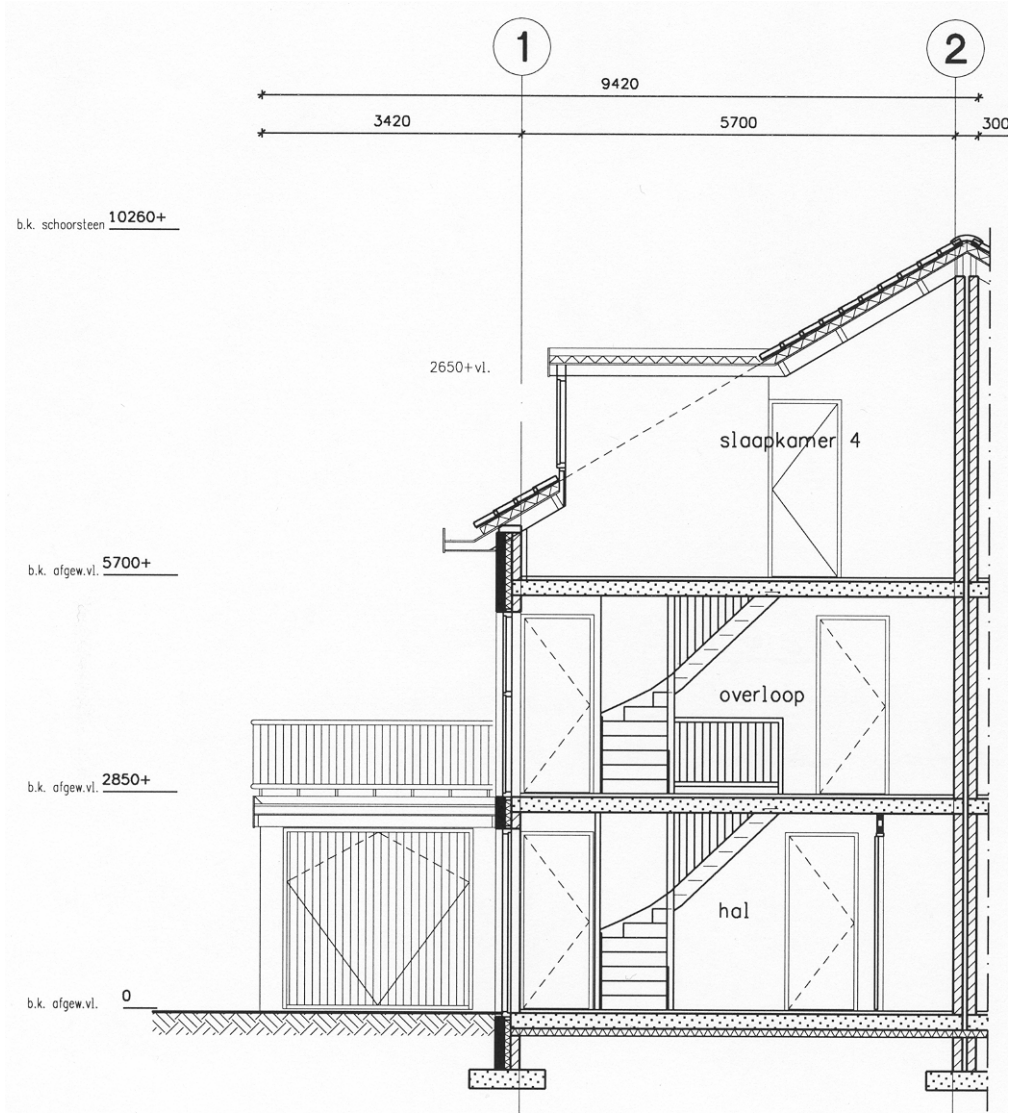 1
2
9420
3420
5700
300
b.k. schoorsteen 10260+
2650+vl.
slaapkamer 4
b.k. afgew.vl. 5700+
overloop
b.k. afgew.vl. 2850+
hal
b.k. afgew.vl. 0